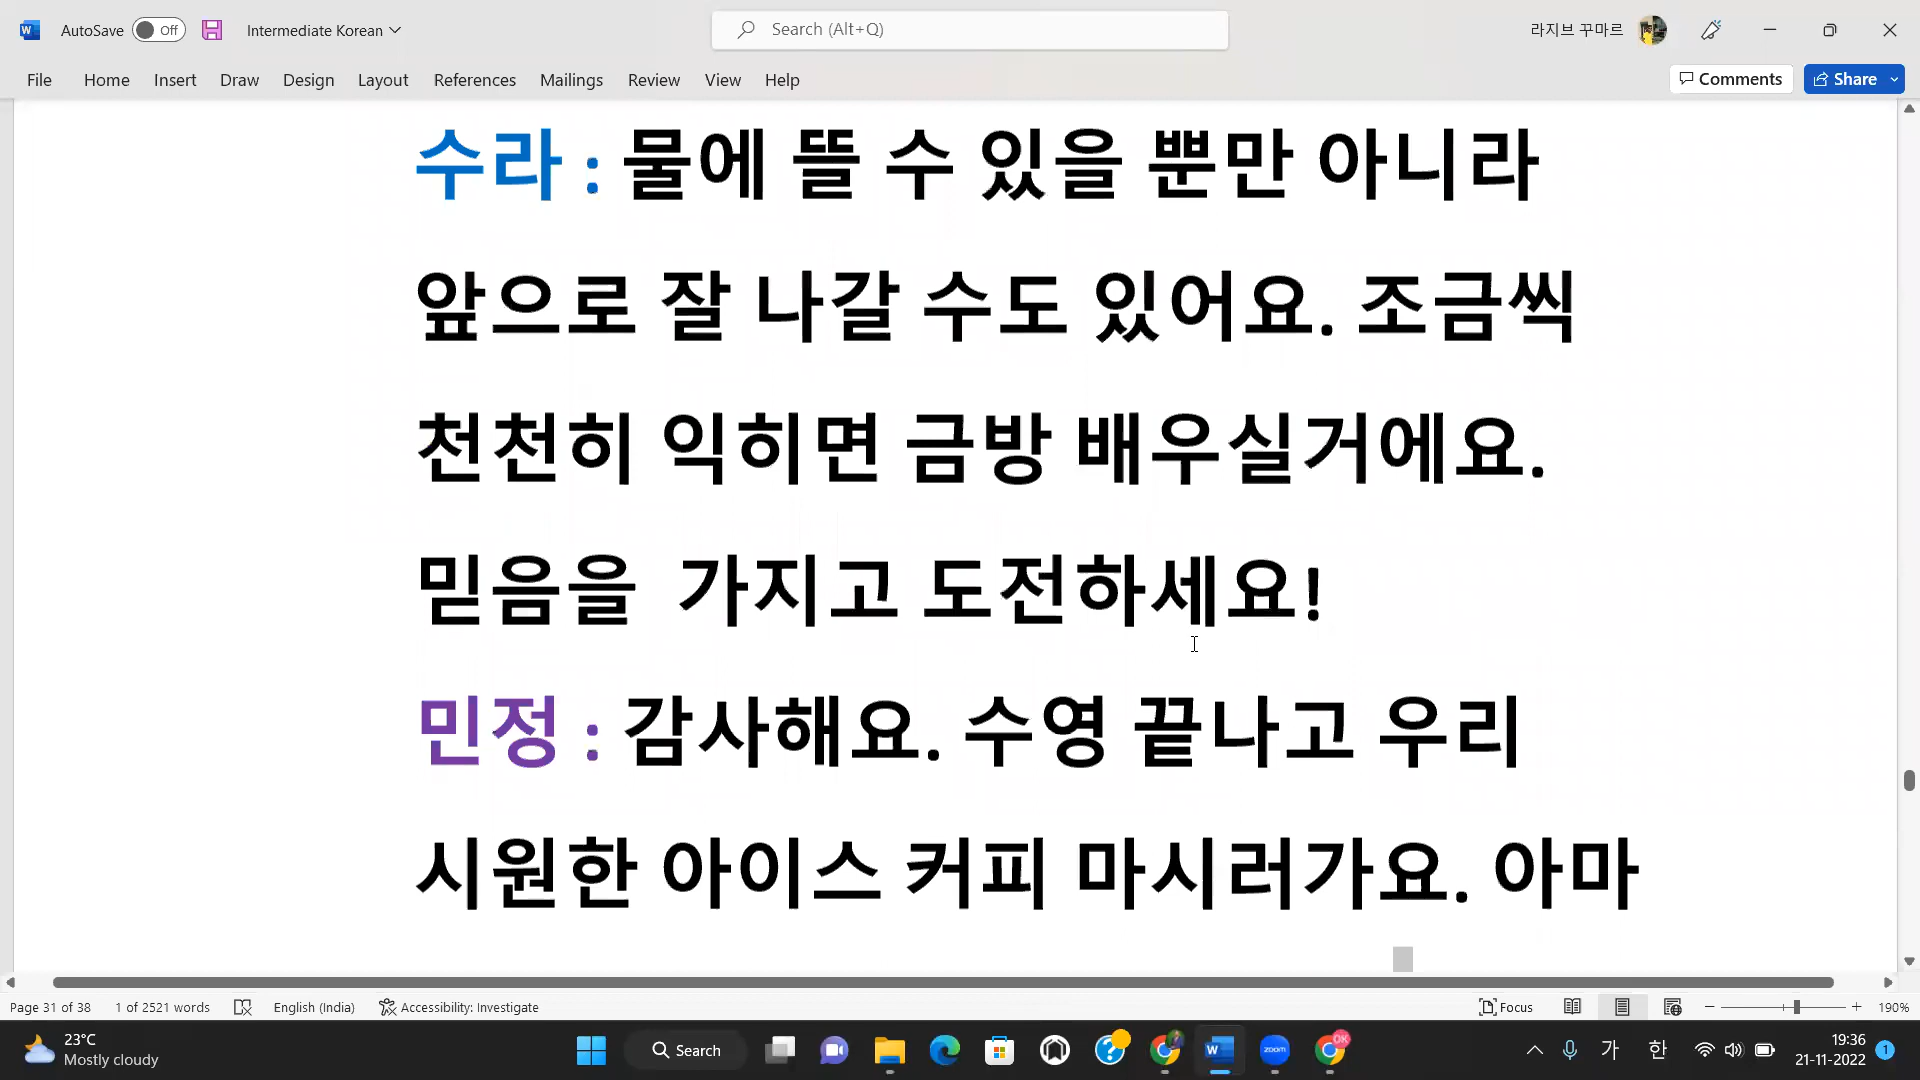 AutoSave Off Intermediate Korean Search (Alt+Q) 라지브 꾸마르
File Home Insert Draw Design Layout References Mailings Review View Help Comments Share
수라 : 물에 뜰 수 있을 뿐만 아니라
앞으로 잘 나갈 수도 있어요. 조금씩
천천히 익히면 금방 배우실거에요.
믿음을 가지고 도전하세요!
민정 : 감사해요. 수영 끝나고 우리
시원한 아이스 커피 마시러가요. 아마
Page 31 of 38 1 of 2521 words English (India) Accessibility: Investigate Focus 190%
23°C
Mostly cloudy
Search
zoom
OK
가 한
19:36
21-11-2022
1